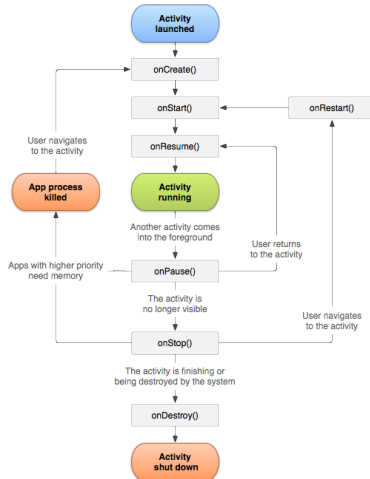 Activity
launched
onCreate()
onStart()
onRestart()
User navigates
to the activity
onResume()
App process
killed
Activity
running
Another activity comes
into the foreground
User returns
to the activity
Apps with higher priority
need memory
onPause()
The activity is
no longer visible
User navigates
to the activity
onStop()
The activity is finishing or
being destroyed by the system
onDestroy()
Activity
shut down